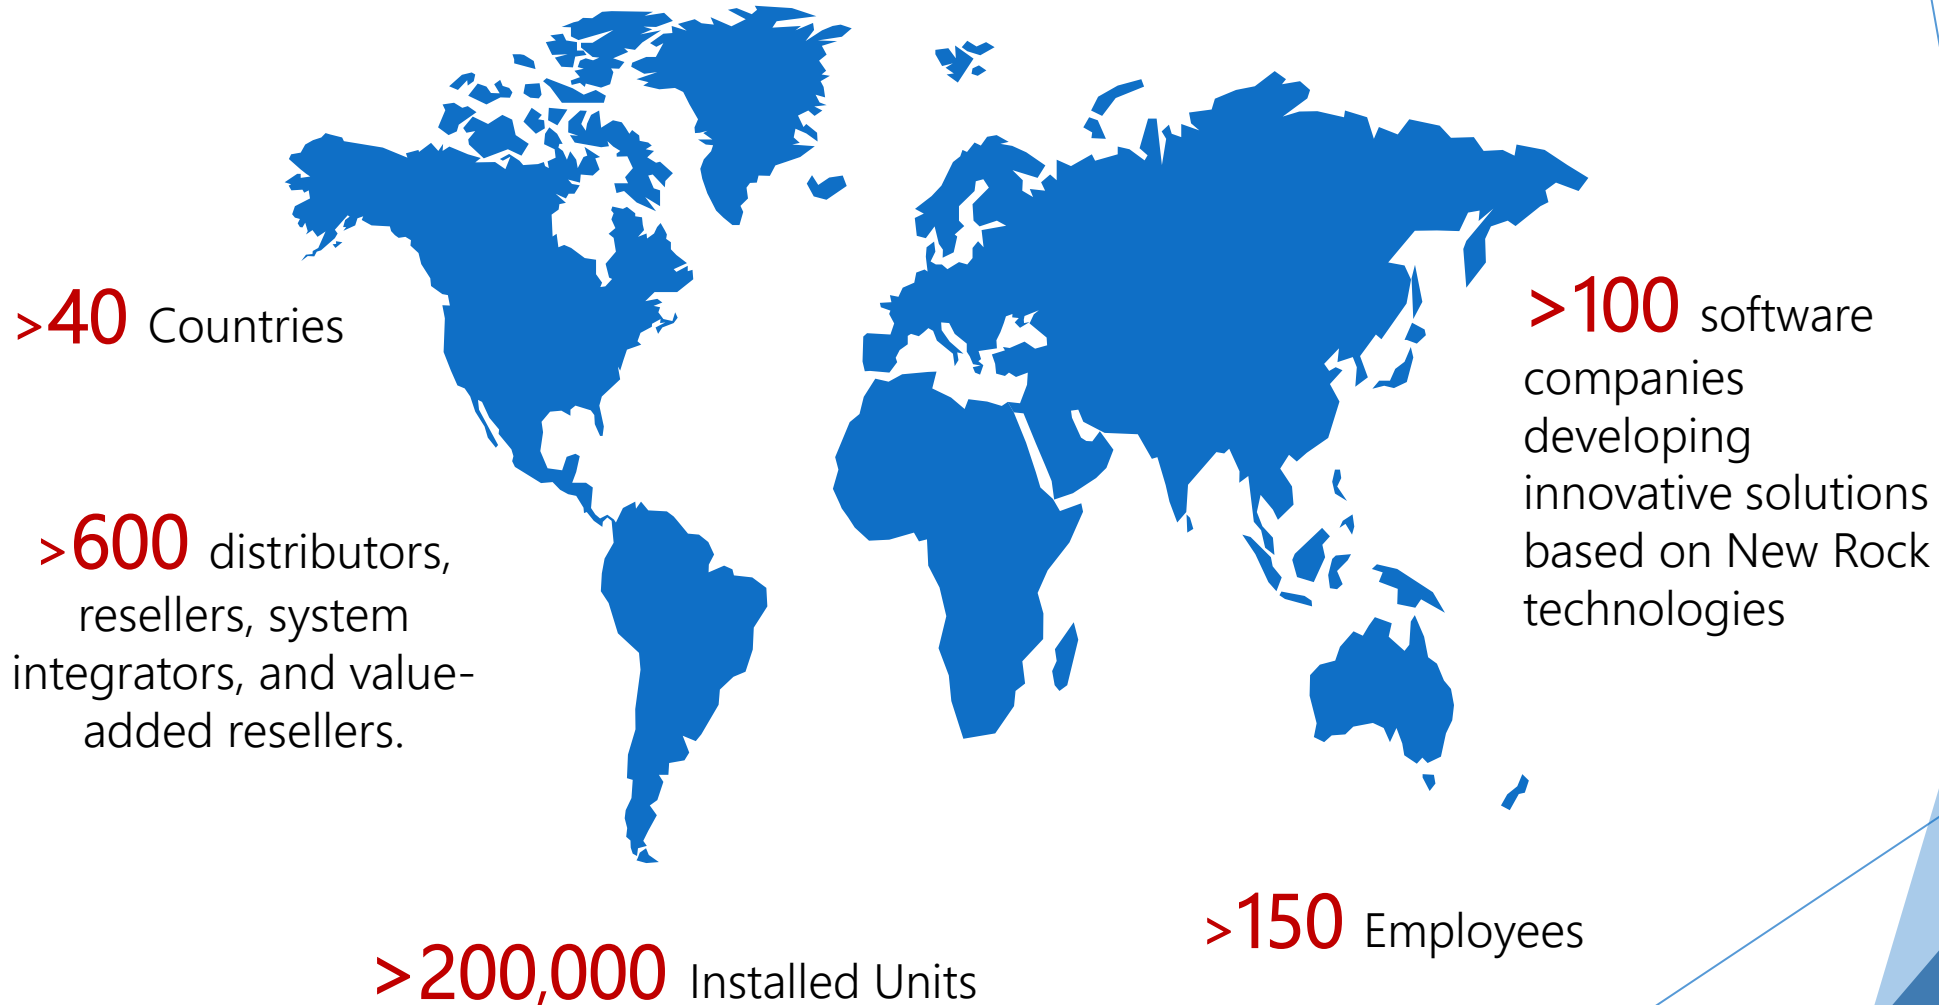 >40 Countries
>600 distributors,
resellers, system
integrators, and value-
added resellers.
>100 software
companies
developing
innovative solutions
based on New Rock
technologies
>150 Employees
>200,000 Installed Units